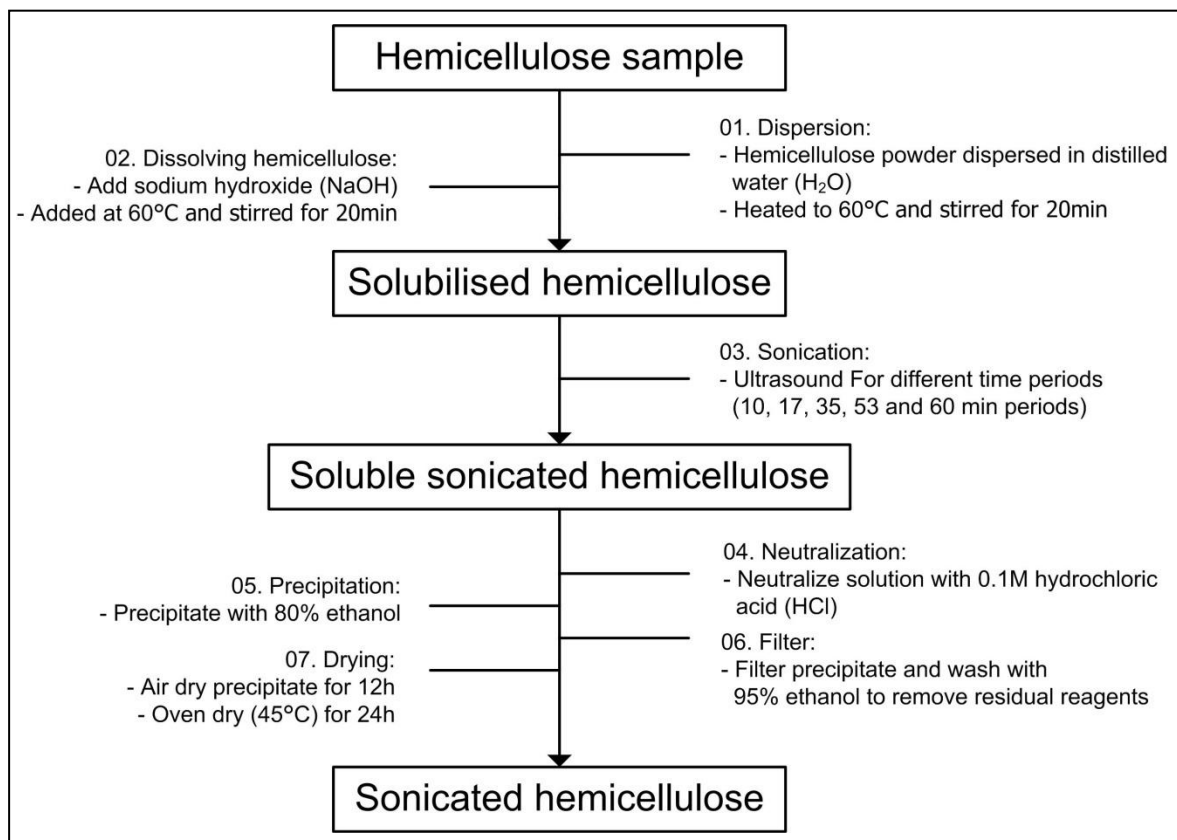 Hemicellulose sample
01. Dispersion:
- Hemicellulose powder dispersed in distilled
water (H₂O)
- Heated to 60°C and stirred for 20min
02. Dissolving hemicellulose:
- Add sodium hydroxide (NaOH)
- Added at 60°C and stirred for 20min
Solubilised hemicellulose
03. Sonication:
- Ultrasound For different time periods
(10, 17, 35, 53 and 60 min periods)
Soluble sonicated hemicellulose
04. Neutralization:
- Neutralize solution with 0.1M hydrochloric
acid (HCl)
05. Precipitation:
- Precipitate with 80% ethanol
06. Filter:
- Filter precipitate and wash with
95% ethanol to remove residual reagents
07. Drying:
- Air dry precipitate for 12h
- Oven dry (45°C) for 24h
Sonicated hemicellulose